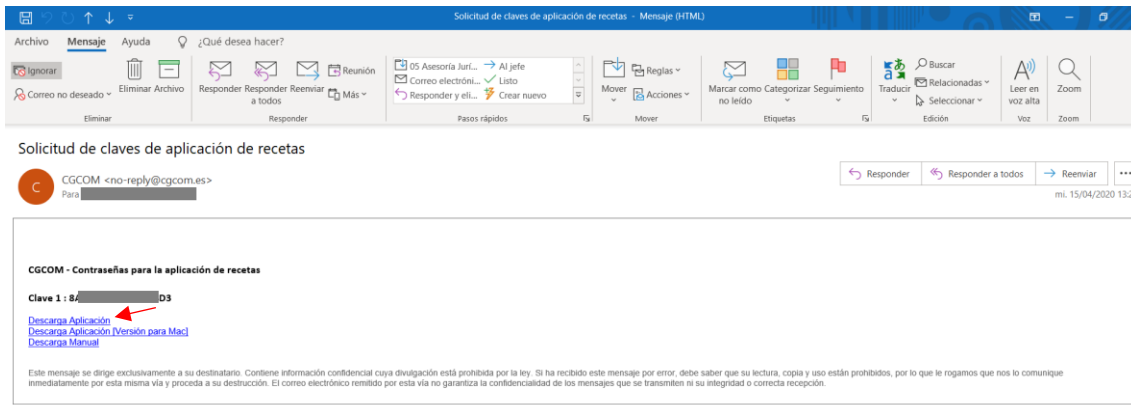 Solicitud de claves de aplicación de recetas - Mensaje (HTML)
Archivo Mensaje Ayuda ¿Qué desea hacer?
Ignorar
Correo no deseado
Eliminar Archivo
Eliminar
Responder Responder a todos Reenviar
Reunión
Más
Responder
05 Asesoría Jurí... Al jefe
Correo electróni... Listo
Responder y eli... Crear nuevo
Pasos rápidos
Mover
Reglas
Acciones
Mover
Marcar como no leído Categorizar Seguimiento
Etiquetas
Traducir
Buscar
Relacionadas
Seleccionar
Edición
Leer en voz alta
Voz
Zoom
Zoom
Solicitud de claves de aplicación de recetas
C
CGCOM <no-reply@cgcom.es>
Para
Responder Responder a todos Reenviar
mi. 15/04/2020
CGCOM - Contraseñas para la aplicación de recetas
Clave 1 : 8 D3
Descarga Aplicación
Descarga Aplicación [Versión para Mac]
Descarga Manual
Este mensaje se dirige exclusivamente a su destinatario. Contiene información confidencial cuya divulgación está prohibida por la ley. Si ha recibido este mensaje por error, debe saber que su lectura, copia y uso están prohibidos, por lo que le rogamos que nos lo comunique
inmediatamente por esta misma vía y proceda a su destrucción. El correo electrónico remitido por esta vía no garantiza la confidencialidad de los mensajes que se transmiten ni su integridad o correcta recepción.